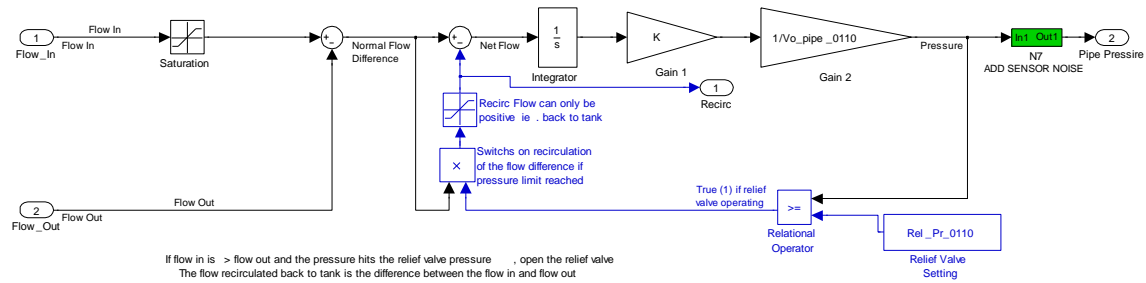 1
Flow_In
Flow In
Flow In
Saturation
Normal Flow
Difference
Net Flow
1
s
Integrator
K
Gain 1
1/Vo_pipe _0110
Gain 2
Pressure
In1 Out1
N7
ADD SENSOR NOISE
2
Pipe Pressire
1
Recirc
Recirc Flow can only be
positive ie . back to tank
×
Switchs on recirculation
of the flow difference if
pressure limit reached
True (1) if relief
valve operating
>=
Relational
Operator
Rel _Pr_0110
Relief Valve
Setting
2
Flow _Out
Flow Out
Flow Out
If flow in is > flow out and the pressure hits the relief valve pressure , open the relief valve
The flow recirculated back to tank is the difference between the flow in and flow out